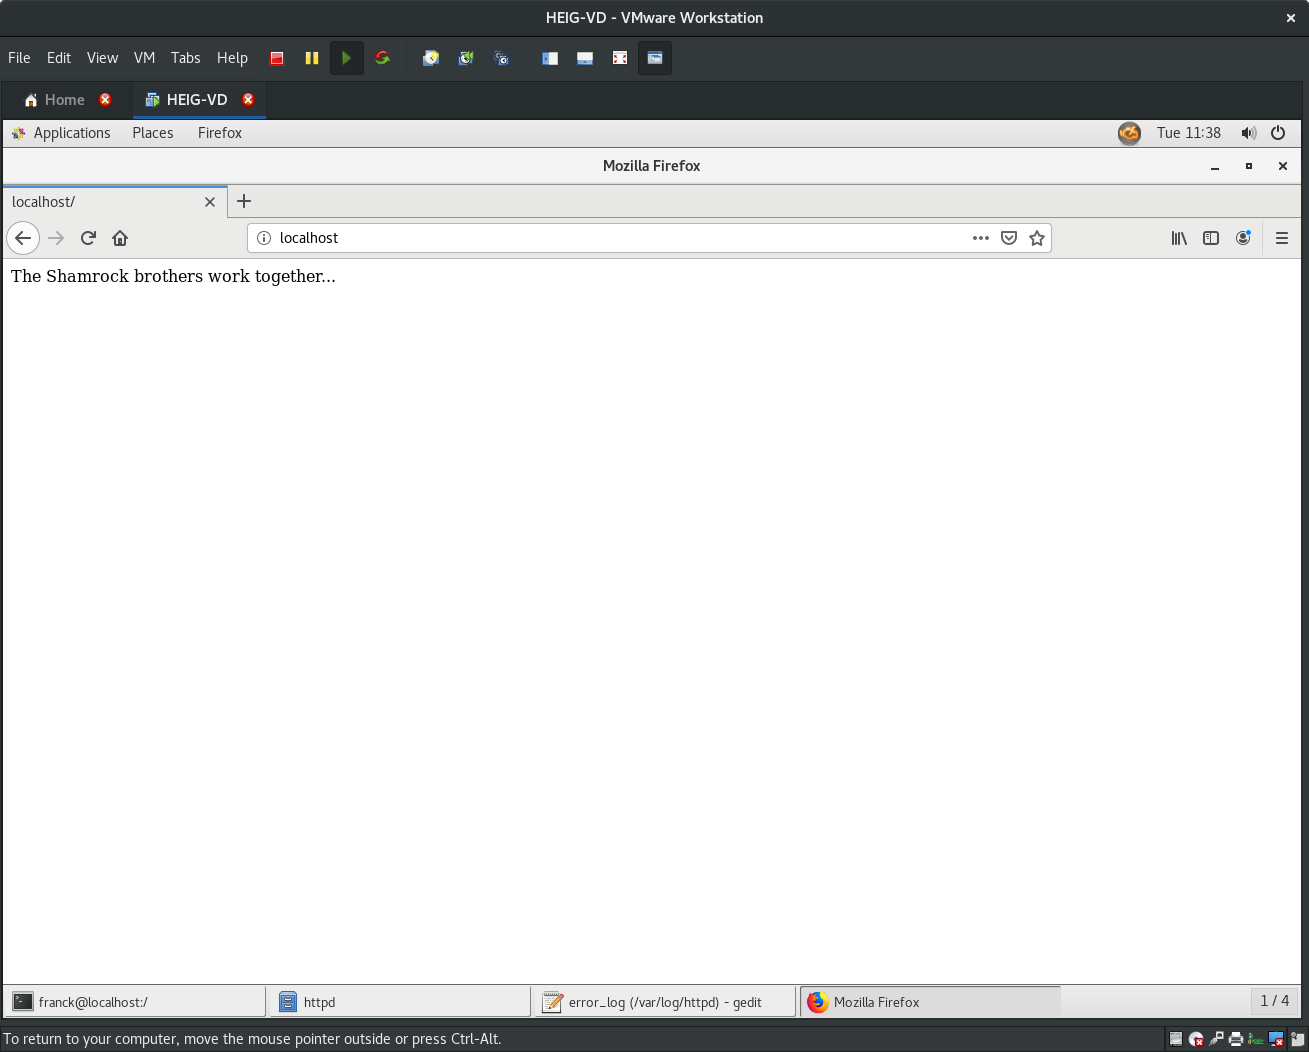 HEIG-VD - VMware Workstation
File Edit View VM Tabs Help
Home HEIG-VD
Applications Places Firefox Tue 11:38
Mozilla Firefox
localhost/
localhost
The Shamrock brothers work together...
franck@localhost:/ httpd error_log (/var/log/httpd) - gedit Mozilla Firefox 1 / 4
To return to your computer, move the mouse pointer outside or press Ctrl-Alt.